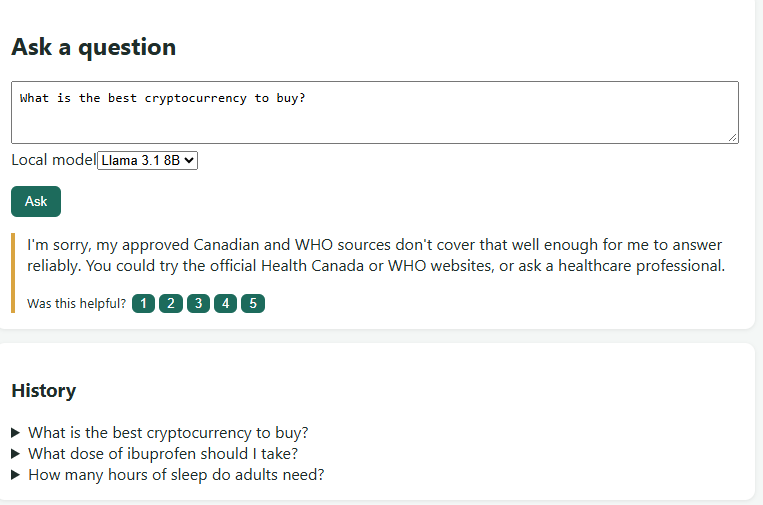 Ask a question
What is the best cryptocurrency to buy?
Local model Llama 3.1 8B
Ask
I'm sorry, my approved Canadian and WHO sources don't cover that well enough for me to answer
reliably. You could try the official Health Canada or WHO websites, or ask a healthcare professional.
Was this helpful? 1 2 3 4 5
History
What is the best cryptocurrency to buy?
What dose of ibuprofen should I take?
How many hours of sleep do adults need?